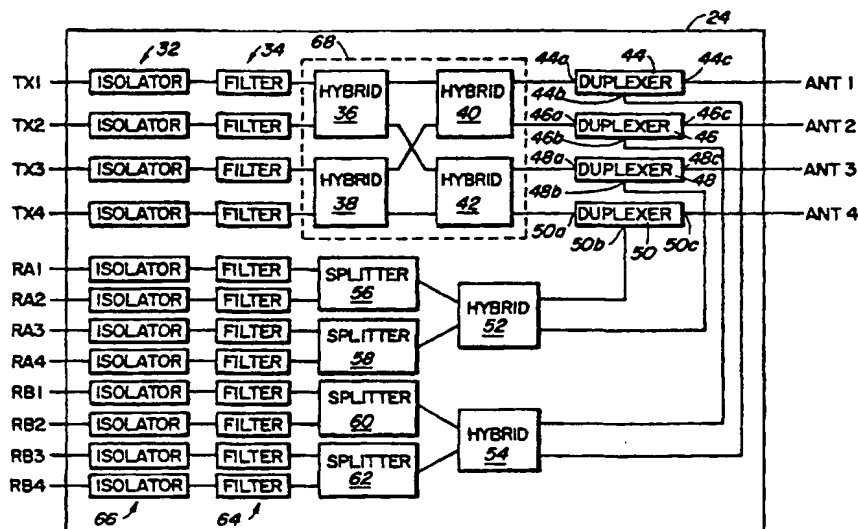 24
32 34 68 44a 44 44c
TX1 ISOLATOR FILTER HYBRID 36 HYBRID 40 DUPLEXER ANT 1
44b
TX2 ISOLATOR FILTER 46a DUPLEXER 46c ANT 2
46b 46
TX3 ISOLATOR FILTER HYBRID 38 HYBRID 42 48a DUPLEXER 48c ANT 3
48b 48
TX4 ISOLATOR FILTER DUPLEXER ANT 4
50a 50b 50 50c
RA1 ISOLATOR FILTER SPLITTER 56
RA2 ISOLATOR FILTER HYBRID 52
RA3 ISOLATOR FILTER SPLITTER 58
RA4 ISOLATOR FILTER
RB1 ISOLATOR FILTER SPLITTER 60
RB2 ISOLATOR FILTER HYBRID 54
RB3 ISOLATOR FILTER SPLITTER 62
RB4 ISOLATOR FILTER
66 64